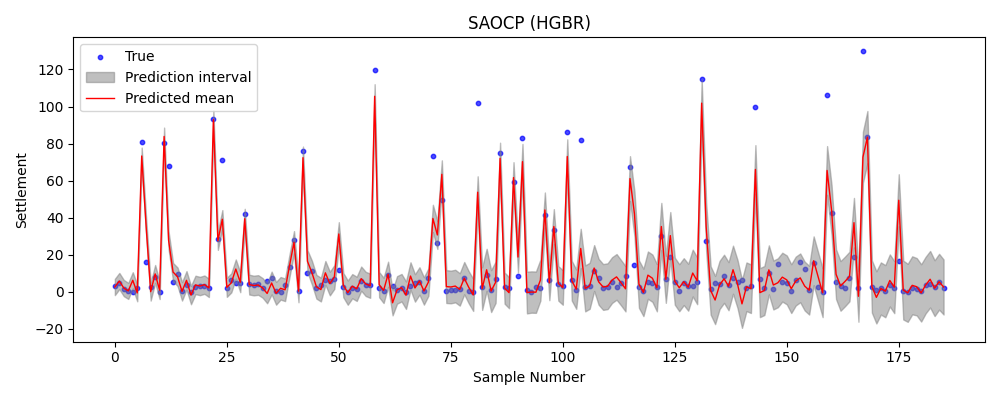 SAOCP (HGBR)
True
Prediction interval
Predicted mean
Settlement
120
100
80
60
40
20
0
−20
0 25 50 75 100 125 150 175
Sample Number